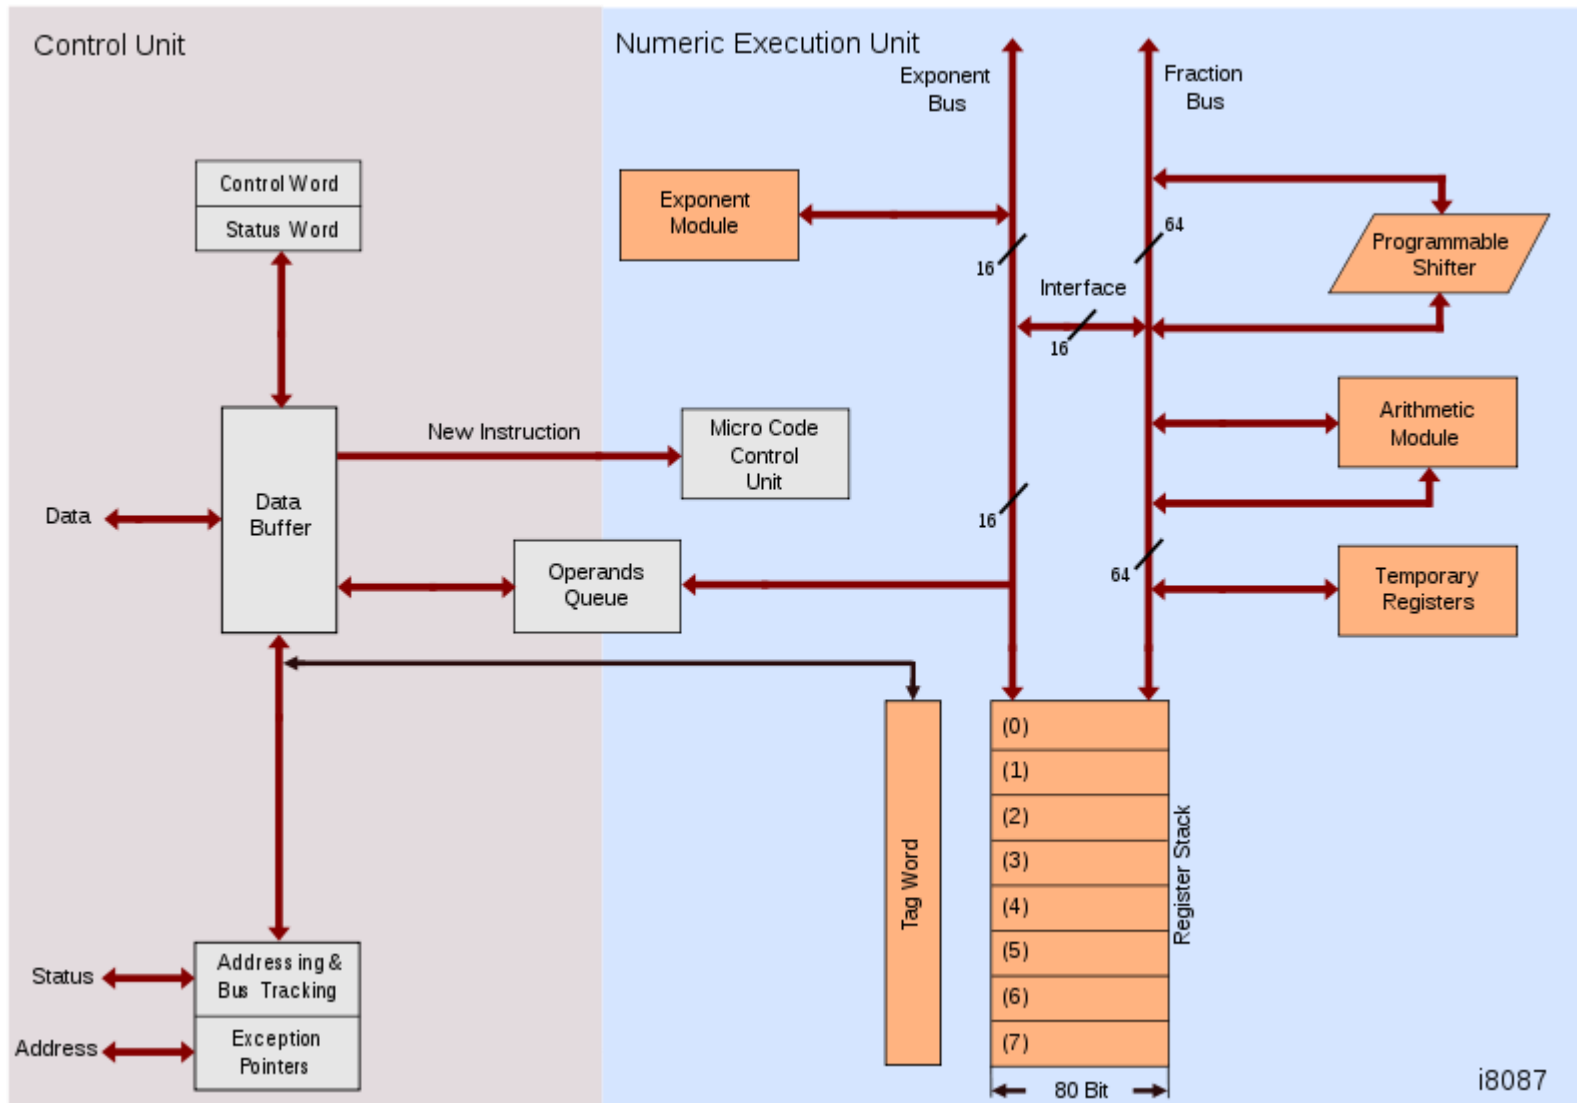 Control Unit
Numeric Execution Unit
Exponent
Bus
Fraction
Bus
Control Word
Status Word
Exponent
Module
16
64
Programmable
Shifter
Interface
16
New Instruction
Micro Code
Control
Unit
Arithmetic
Module
Data
Data
Buffer
16
Operands
Queue
64
Temporary
Registers
Tag Word
(0)
(1)
(2)
(3)
(4)
(5)
(6)
(7)
Register Stack
Status
Addressing &
Bus Tracking
Address
Exception
Pointers
80 Bit
i8087